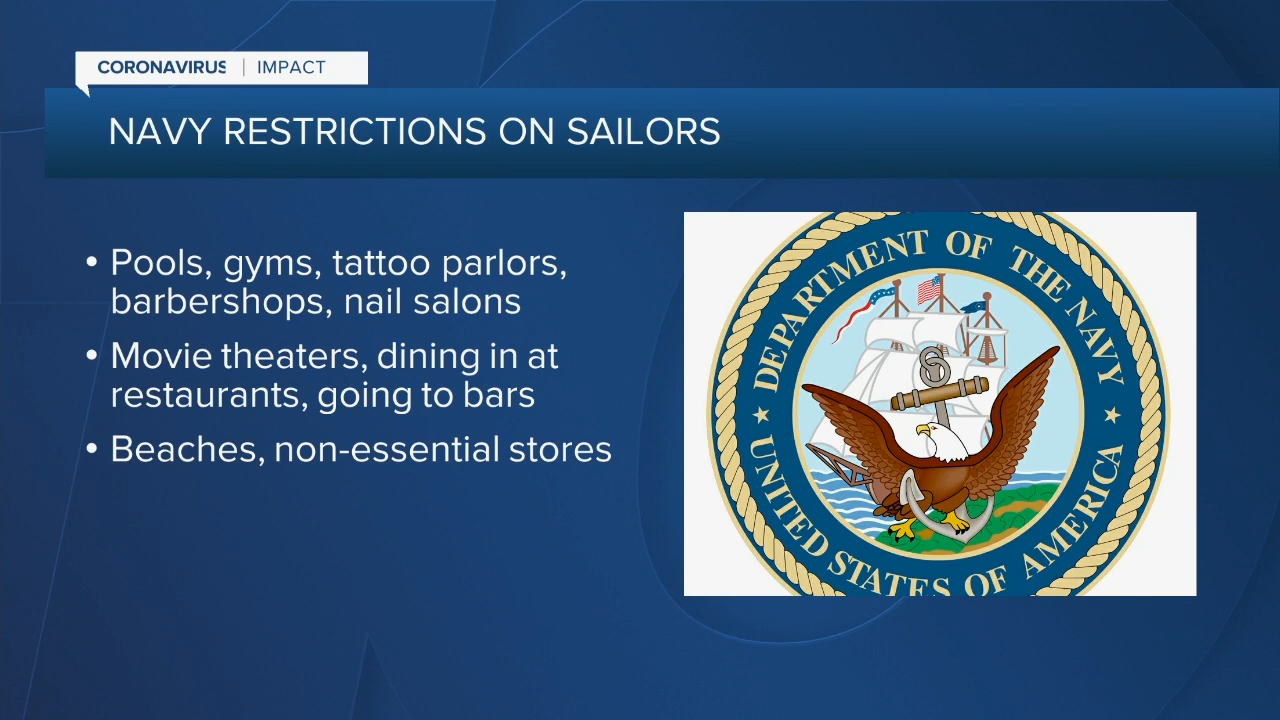 CORONAVIRUS | IMPACT
NAVY RESTRICTIONS ON SAILORS
• Pools, gyms, tattoo parlors,
barbershops, nail salons
• Movie theaters, dining in at
restaurants, going to bars
• Beaches, non-essential stores
DEPARTMENT OF THE NAVY
★ UNITED STATES OF AMERICA ★